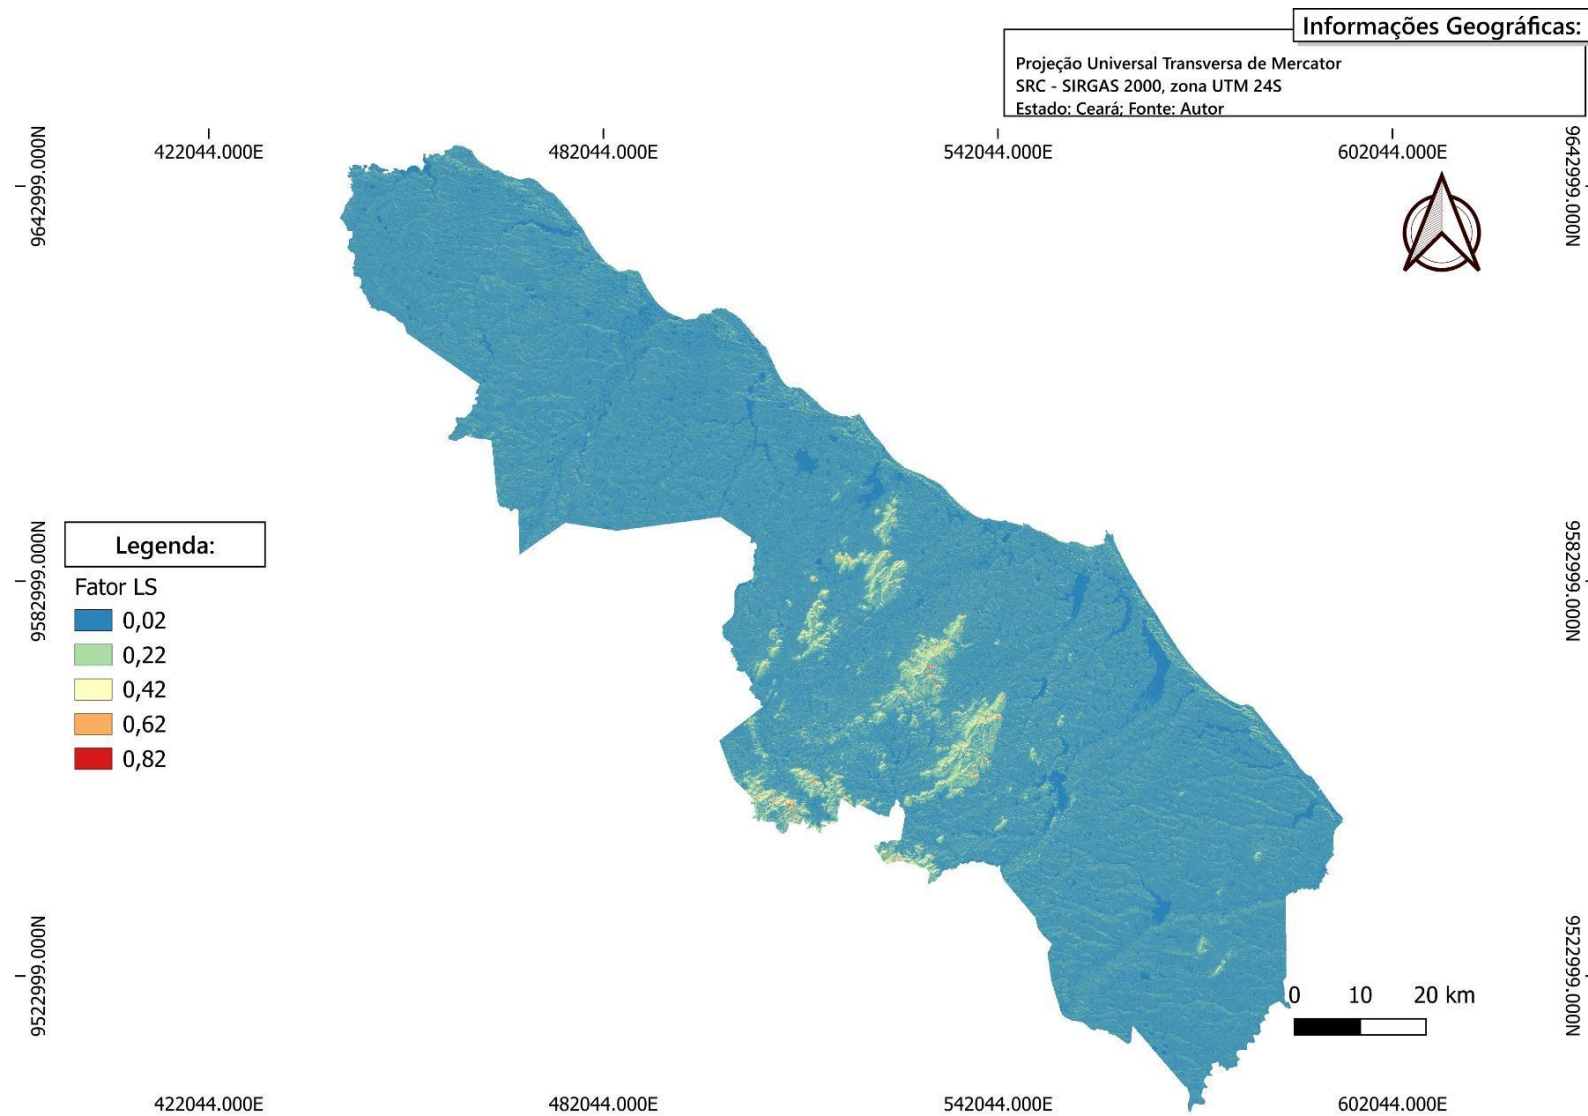 Informações Geográficas:
Projeção Universal Transversa de Mercator
SRC - SIRGAS 2000, zona UTM 24S
Estado: Ceará; Fonte: Autor
422044.000E
482044.000E
542044.000E
602044.000E
9642999.000N
9642999.000N
9582999.000N
9582999.000N
Legenda:
Fator LS
0,02
0,22
0,42
0,62
0,82
9522999.000N
9522999.000N
0 10 20 km
422044.000E
482044.000E
542044.000E
602044.000E